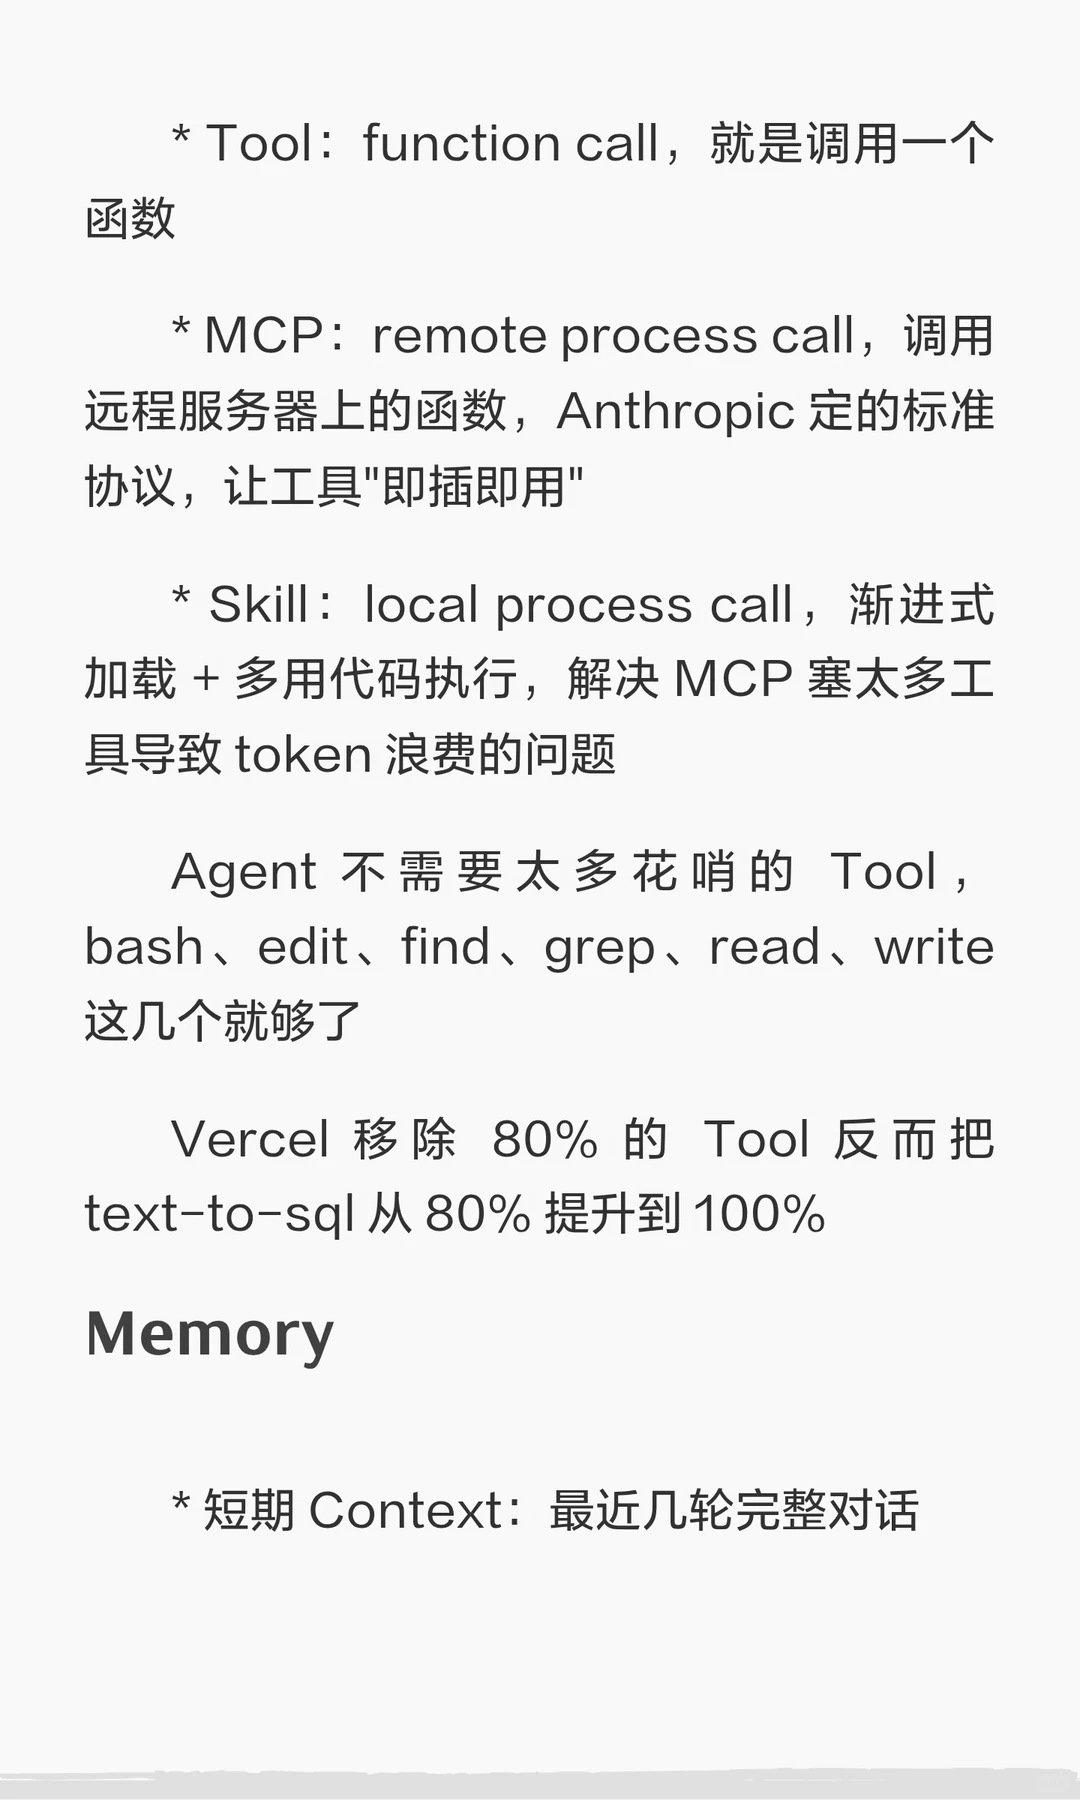 * Tool：function call，就是调用一个
函数
* MCP：remote process call，调用
远程服务器上的函数，Anthropic 定的标准
协议，让工具"即插即用"
* Skill：local process call，渐进式
加载 + 多用代码执行，解决 MCP 塞太多工
具导致 token 浪费的问题
Agent 不需要太多花哨的 Tool，
bash、edit、find、grep、read、write
这几个就够了
Vercel 移除 80% 的 Tool 反而把
text-to-sql 从 80% 提升到 100%
Memory
* 短期 Context：最近几轮完整对话